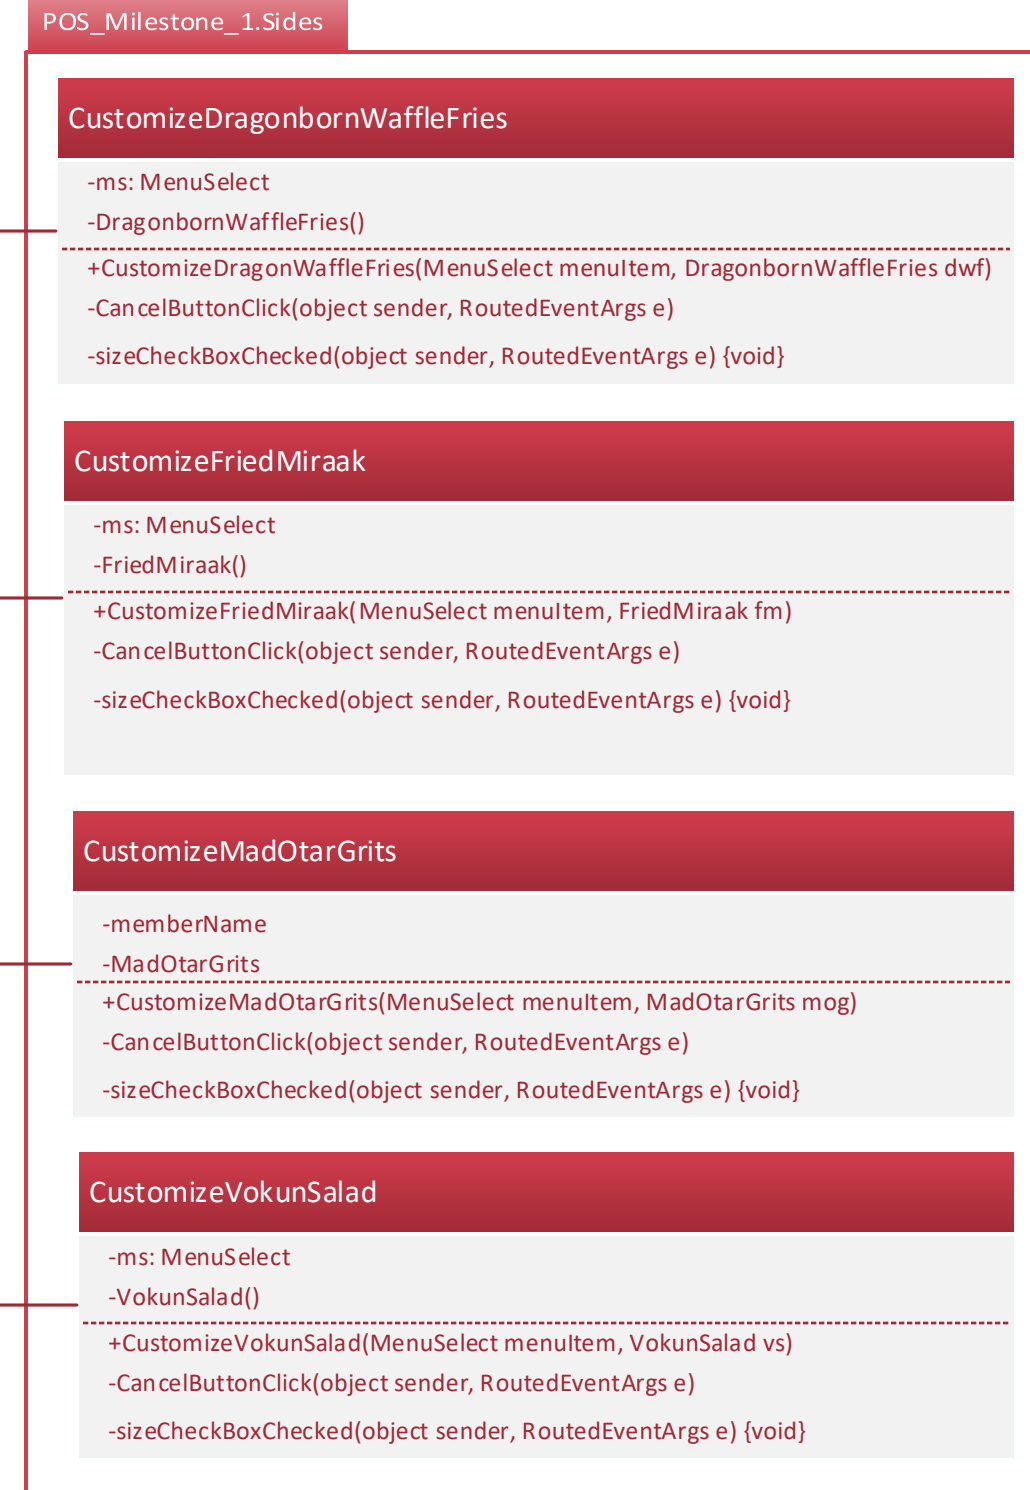 POS_Milestone_1.Sides
CustomizeDragonbornWaffleFries
-ms: MenuSelect
-DragonbornWaffleFries()
+CustomizeDragonWaffleFries(MenuSelect menuItem, DragonbornWaffleFries dwf)
-CancelButtonClick(object sender, RoutedEventArgs e)
-sizeCheckBoxChecked(object sender, RoutedEventArgs e) {void}
CustomizeFriedMiraak
-ms: MenuSelect
-FriedMiraak()
+CustomizeFriedMiraak(MenuSelect menuItem, FriedMiraak fm)
-CancelButtonClick(object sender, RoutedEventArgs e)
-sizeCheckBoxChecked(object sender, RoutedEventArgs e) {void}
CustomizeMadOtarGrits
-memberName
-MadOtarGrits
+CustomizeMadOtarGrits(MenuSelect menuItem, MadOtarGrits mog)
-CancelButtonClick(object sender, RoutedEventArgs e)
-sizeCheckBoxChecked(object sender, RoutedEventArgs e) {void}
CustomizeVokunSalad
-ms: MenuSelect
-VokunSalad()
+CustomizeVokunSalad(MenuSelect menuItem, VokunSalad vs)
-CancelButtonClick(object sender, RoutedEventArgs e)
-sizeCheckBoxChecked(object sender, RoutedEventArgs e) {void}